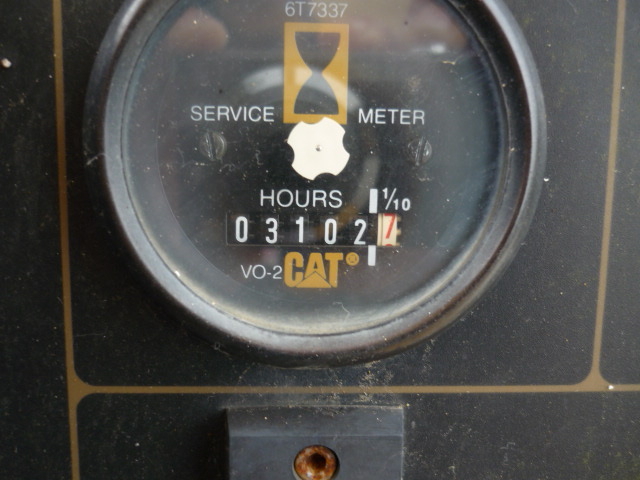 6T7337
SERVICE METER
HOURS 1/10
03102 7
VO-2 CAT®